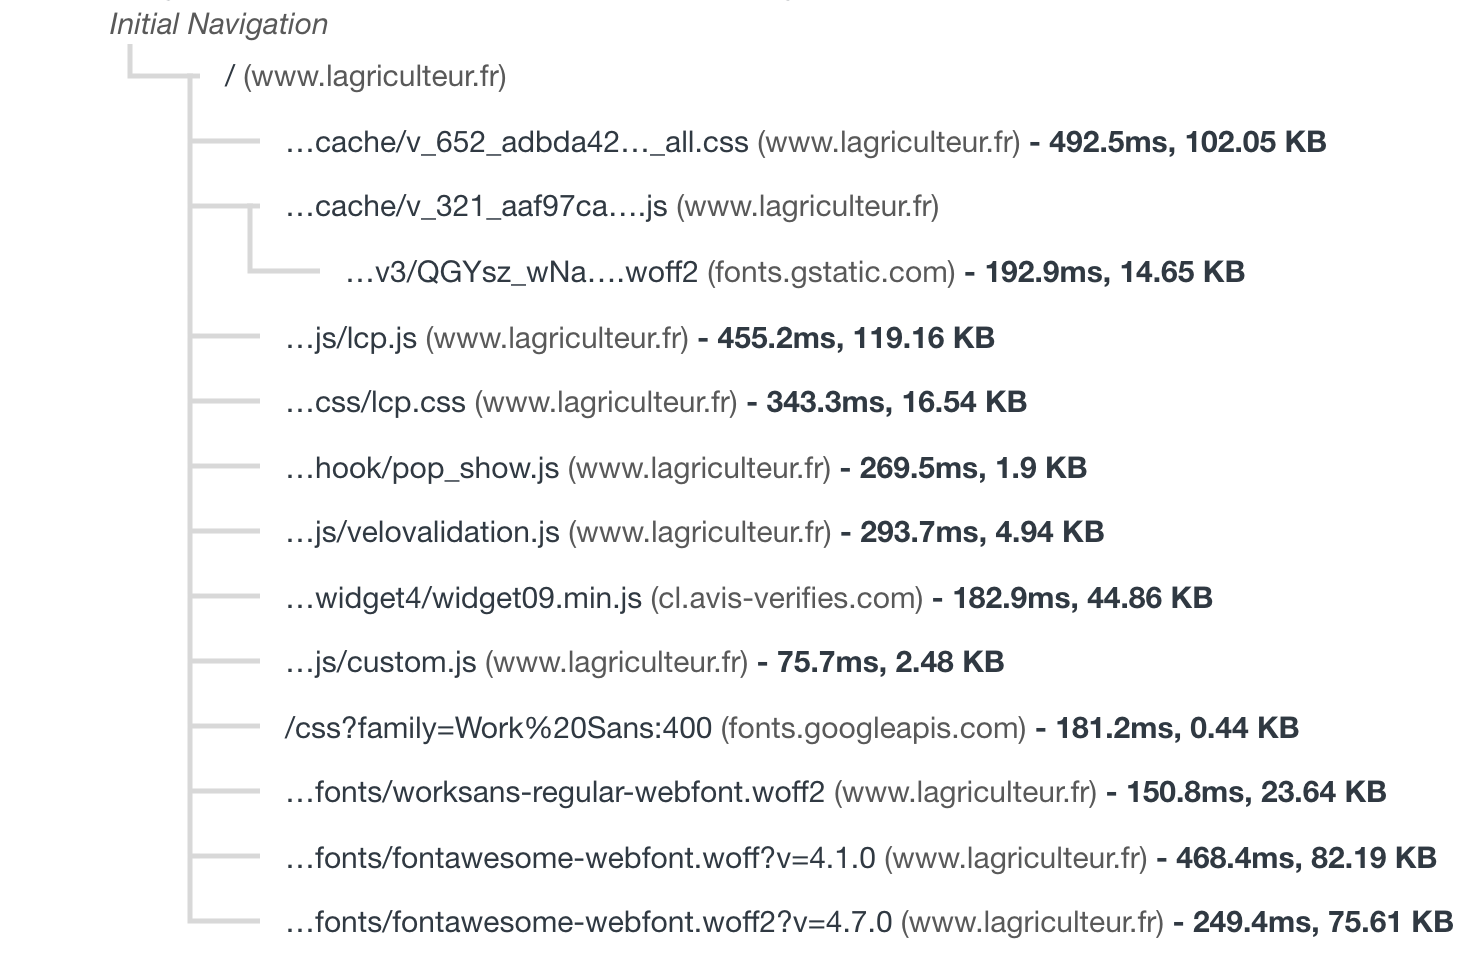 Initial Navigation
/ (www.lagriculteur.fr)
…cache/v_652_adbda42…_all.css (www.lagriculteur.fr) - 492.5ms, 102.05 KB
…cache/v_321_aaf97ca….js (www.lagriculteur.fr)
…v3/QGYsz_wNa….woff2 (fonts.gstatic.com) - 192.9ms, 14.65 KB
…js/lcp.js (www.lagriculteur.fr) - 455.2ms, 119.16 KB
…css/lcp.css (www.lagriculteur.fr) - 343.3ms, 16.54 KB
…hook/pop_show.js (www.lagriculteur.fr) - 269.5ms, 1.9 KB
…js/velovalidation.js (www.lagriculteur.fr) - 293.7ms, 4.94 KB
…widget4/widget09.min.js (cl.avis-verifies.com) - 182.9ms, 44.86 KB
…js/custom.js (www.lagriculteur.fr) - 75.7ms, 2.48 KB
/css?family=Work%20Sans:400 (fonts.googleapis.com) - 181.2ms, 0.44 KB
…fonts/worksans-regular-webfont.woff2 (www.lagriculteur.fr) - 150.8ms, 23.64 KB
…fonts/fontawesome-webfont.woff?v=4.1.0 (www.lagriculteur.fr) - 468.4ms, 82.19 KB
…fonts/fontawesome-webfont.woff2?v=4.7.0 (www.lagriculteur.fr) - 249.4ms, 75.61 KB